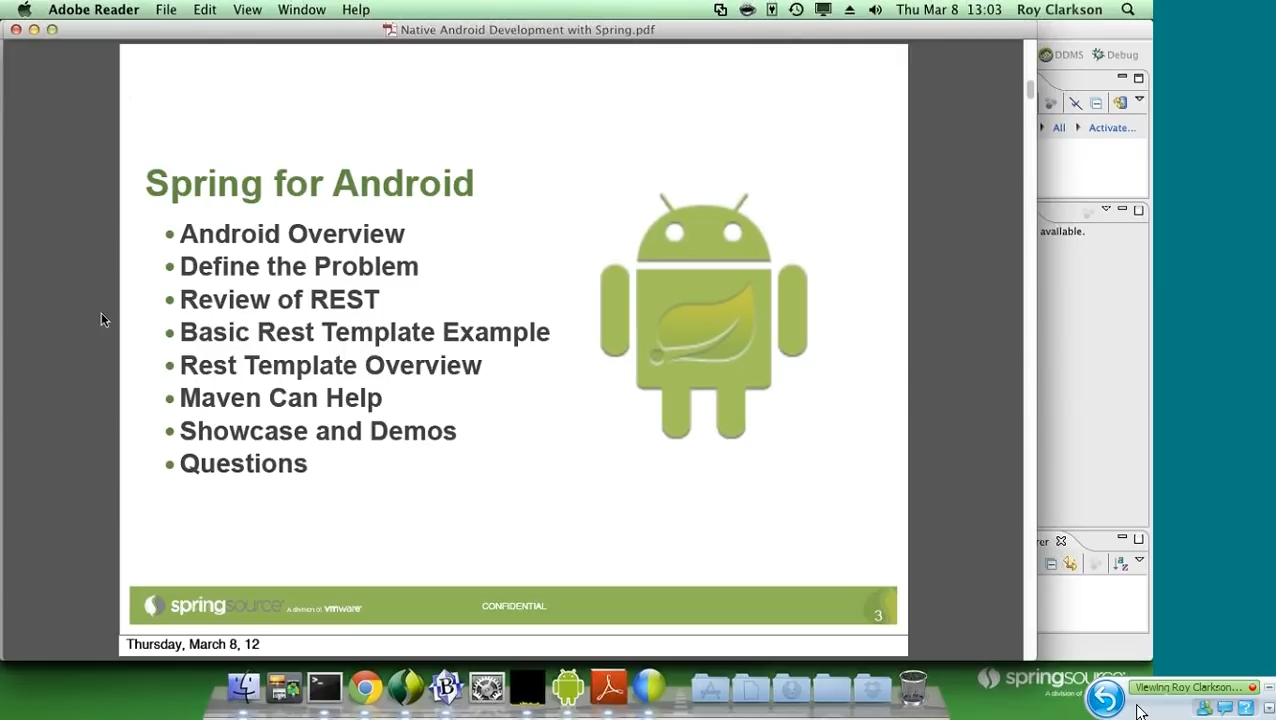 Adobe Reader File Edit View Window Help Thu Mar 8 13:03 Roy Clarkson
Native Android Development with Spring.pdf
DDMS Debug
All Activate...
available.
Spring for Android
• Android Overview
• Define the Problem
• Review of REST
• Basic Rest Template Example
• Rest Template Overview
• Maven Can Help
• Showcase and Demos
• Questions
rer
springsource A division of vmware CONFIDENTIAL 3
Thursday, March 8, 12
springsource
A division of
Viewing Roy Clarkson...